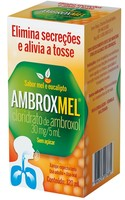 Elimina secreções
e alivia a tosse
Sabor mel e eucalipto
AMBROXMEL
cloridrato de ambroxol
30 mg/5 mL
Sem açúcar